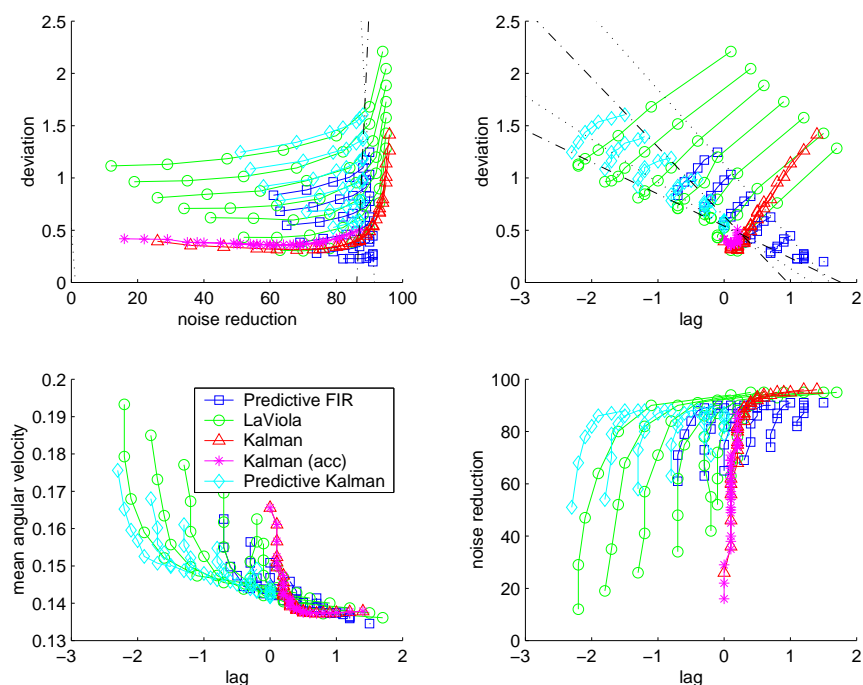 2.5
2
1.5
1
0.5
0
deviation
0 20 40 60 80 100
noise reduction
2.5
2
1.5
1
0.5
0
deviation
−3 −2 −1 0 1 2
lag
0.2
0.19
0.18
0.17
0.16
0.15
0.14
0.13
mean angular velocity
Predictive FIR
LaViola
Kalman
Kalman (acc)
Predictive Kalman
−3 −2 −1 0 1 2
lag
100
80
60
40
20
0
noise reduction
−3 −2 −1 0 1 2
lag